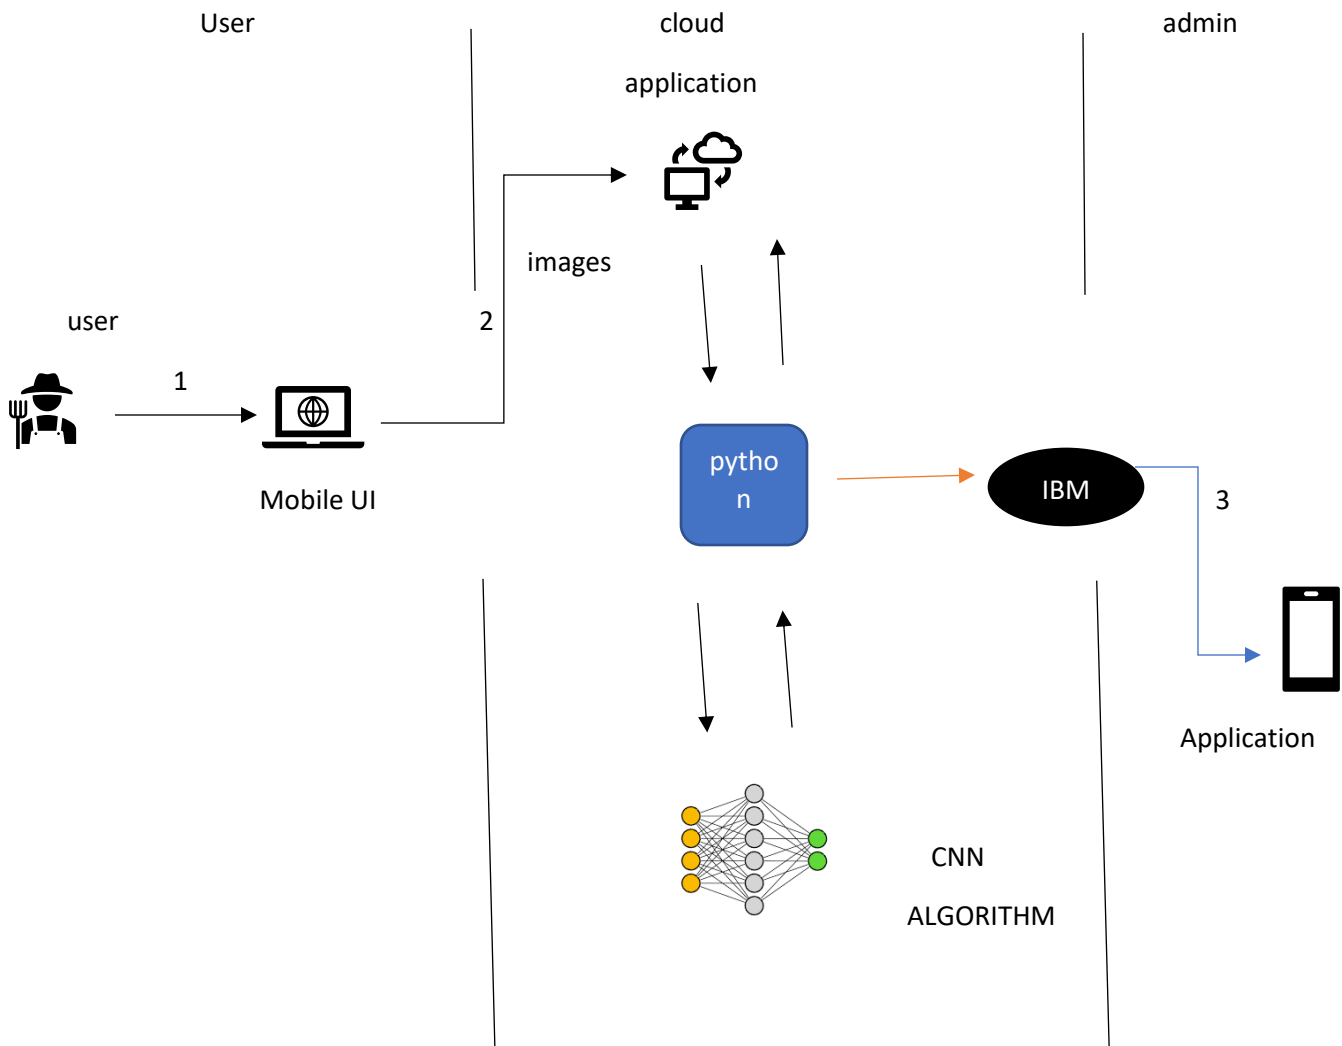 User
cloud
admin
application
images
user
2
1
Mobile UI
pytho
n
IBM
3
Application
CNN
ALGORITHM